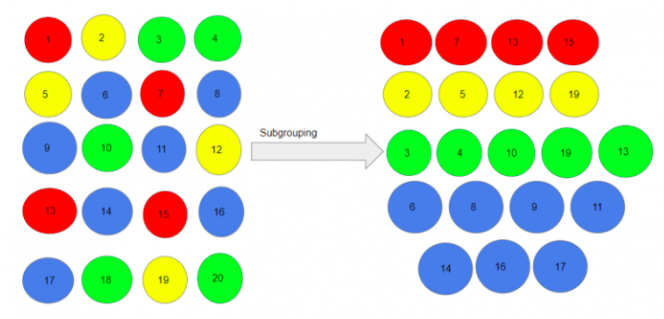 1 2 3 4
5 6 7 8
9 10 11 12
13 14 15 16
17 18 19 20
Subgrouping
1 7 13 15
2 5 12 19
3 4 10 19 13
6 8 9 11
14 16 17